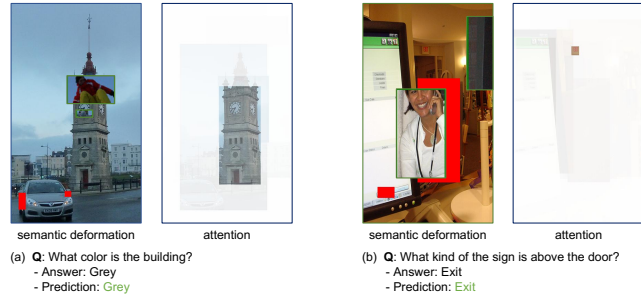 semantic deformation
attention
semantic deformation
attention
(a) Q: What color is the building?
- Answer: Grey
- Prediction: Grey
(b) Q: What kind of the sign is above the door?
- Answer: Exit
- Prediction: Exit